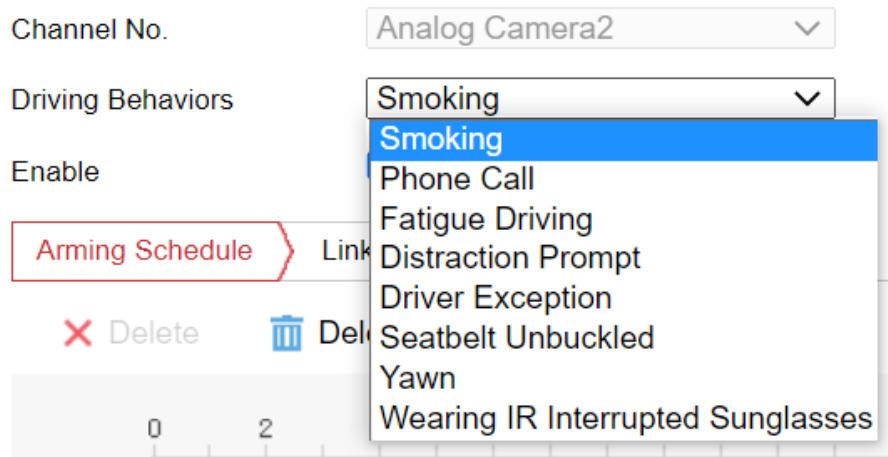 Channel No. Analog Camera2
Driving Behaviors Smoking
Smoking
Enable
Phone Call
Fatigue Driving
Arming Schedule Link
Distraction Prompt
Driver Exception
Delete
Seatbelt Unbuckled
Yawn
Wearing IR Interrupted Sunglasses
0 2